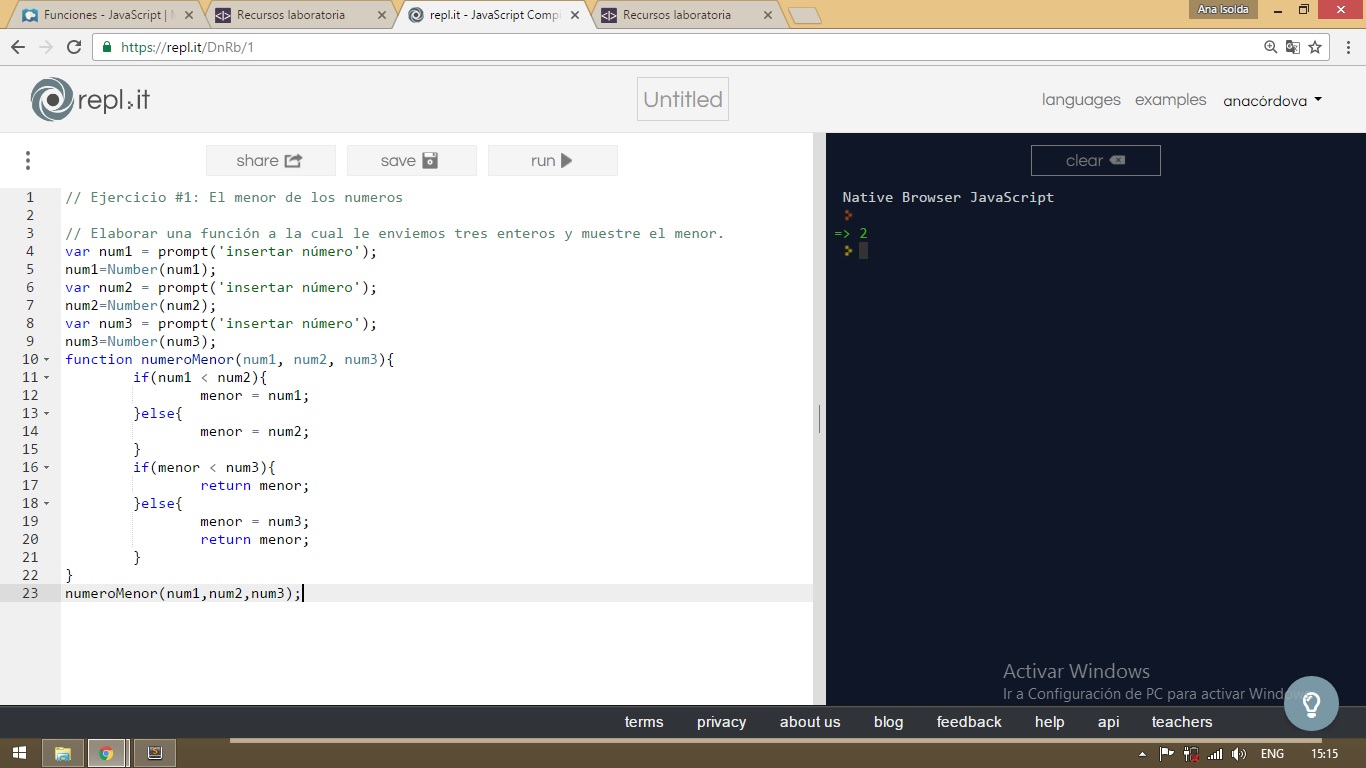 Funciones - JavaScript |
Recursos laboratoria
repl.it - JavaScript Comp
Recursos laboratoria
Ana Isolda
https://repl.it/DnRb/1
repl.it
Untitled
languages examples anacórdova
share save run
clear
1 // Ejercicio #1: El menor de los numeros
2
3 // Elaborar una función a la cual le enviemos tres enteros y muestre el menor.
4 var num1 = prompt('insertar número');
5 num1=Number(num1);
6 var num2 = prompt('insertar número');
7 num2=Number(num2);
8 var num3 = prompt('insertar número');
9 num3=Number(num3);
10 function numeroMenor(num1, num2, num3){
11 if(num1 < num2){
12 menor = num1;
13 }else{
14 menor = num2;
15 }
16 if(menor < num3){
17 return menor;
18 }else{
19 menor = num3;
20 return menor;
21 }
22 }
23 numeroMenor(num1,num2,num3);
Native Browser JavaScript
=> 2
Activar Windows
Ir a Configuración de PC para activar Windows
terms privacy about us blog feedback help api teachers
ENG 15:15